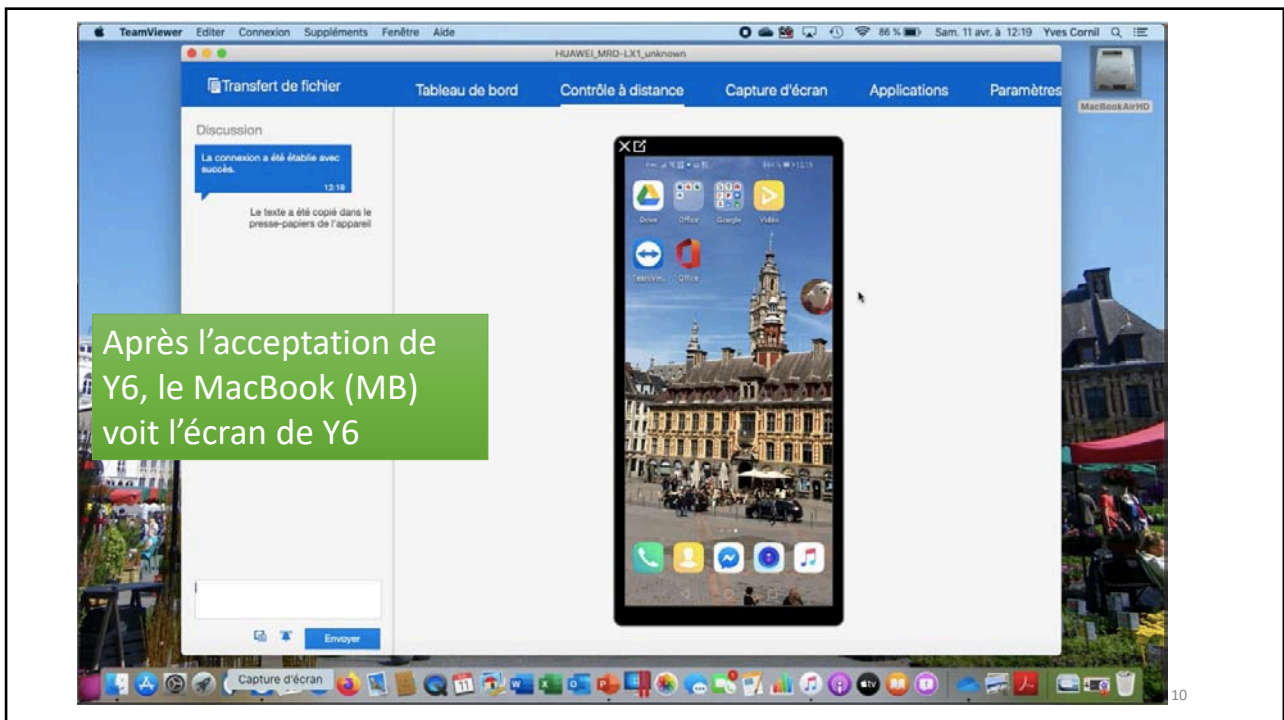 TeamViewer Editer Connexion Suppléments Fenêtre Aide 86 % Sam. 11 avr. à 12:19 Yves Cornil
HUAWEI_MRD-LX1_unknown
Transfert de fichier Tableau de bord Contrôle à distance Capture d'écran Applications Paramètres
MacBookAirHD
Discussion
La connexion a été établie avec
succès.
12:18
Le texte a été copié dans le
presse-papiers de l'appareil
Drive Office Google Vidéo
TeamVie... Office
Après l’acceptation de
Y6, le MacBook (MB)
voit l’écran de Y6
Envoyer
Capture d'écran
10